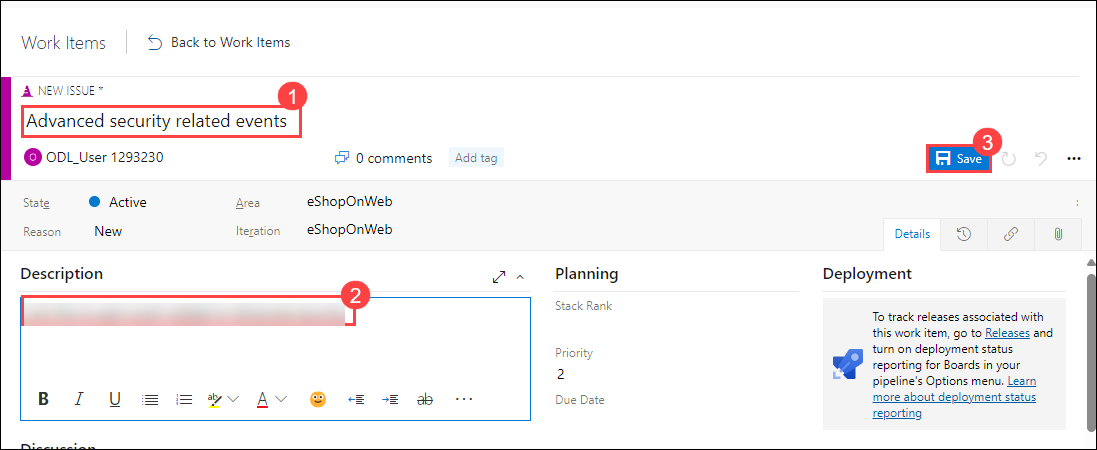 Work Items
Back to Work Items
NEW ISSUE *
1
Advanced security related events
O ODL_User 1293230
0 comments
Add tag
3
Save
State
Active
Area
eShopOnWeb
Reason
New
Iteration
eShopOnWeb
Details
Description
Planning
Deployment
2
Stack Rank
Priority
2
Due Date
To track releases associated with
this work item, go to Releases and
turn on deployment status
reporting for Boards in your
pipeline's Options menu. Learn
more about deployment status
reporting
B I U A ab